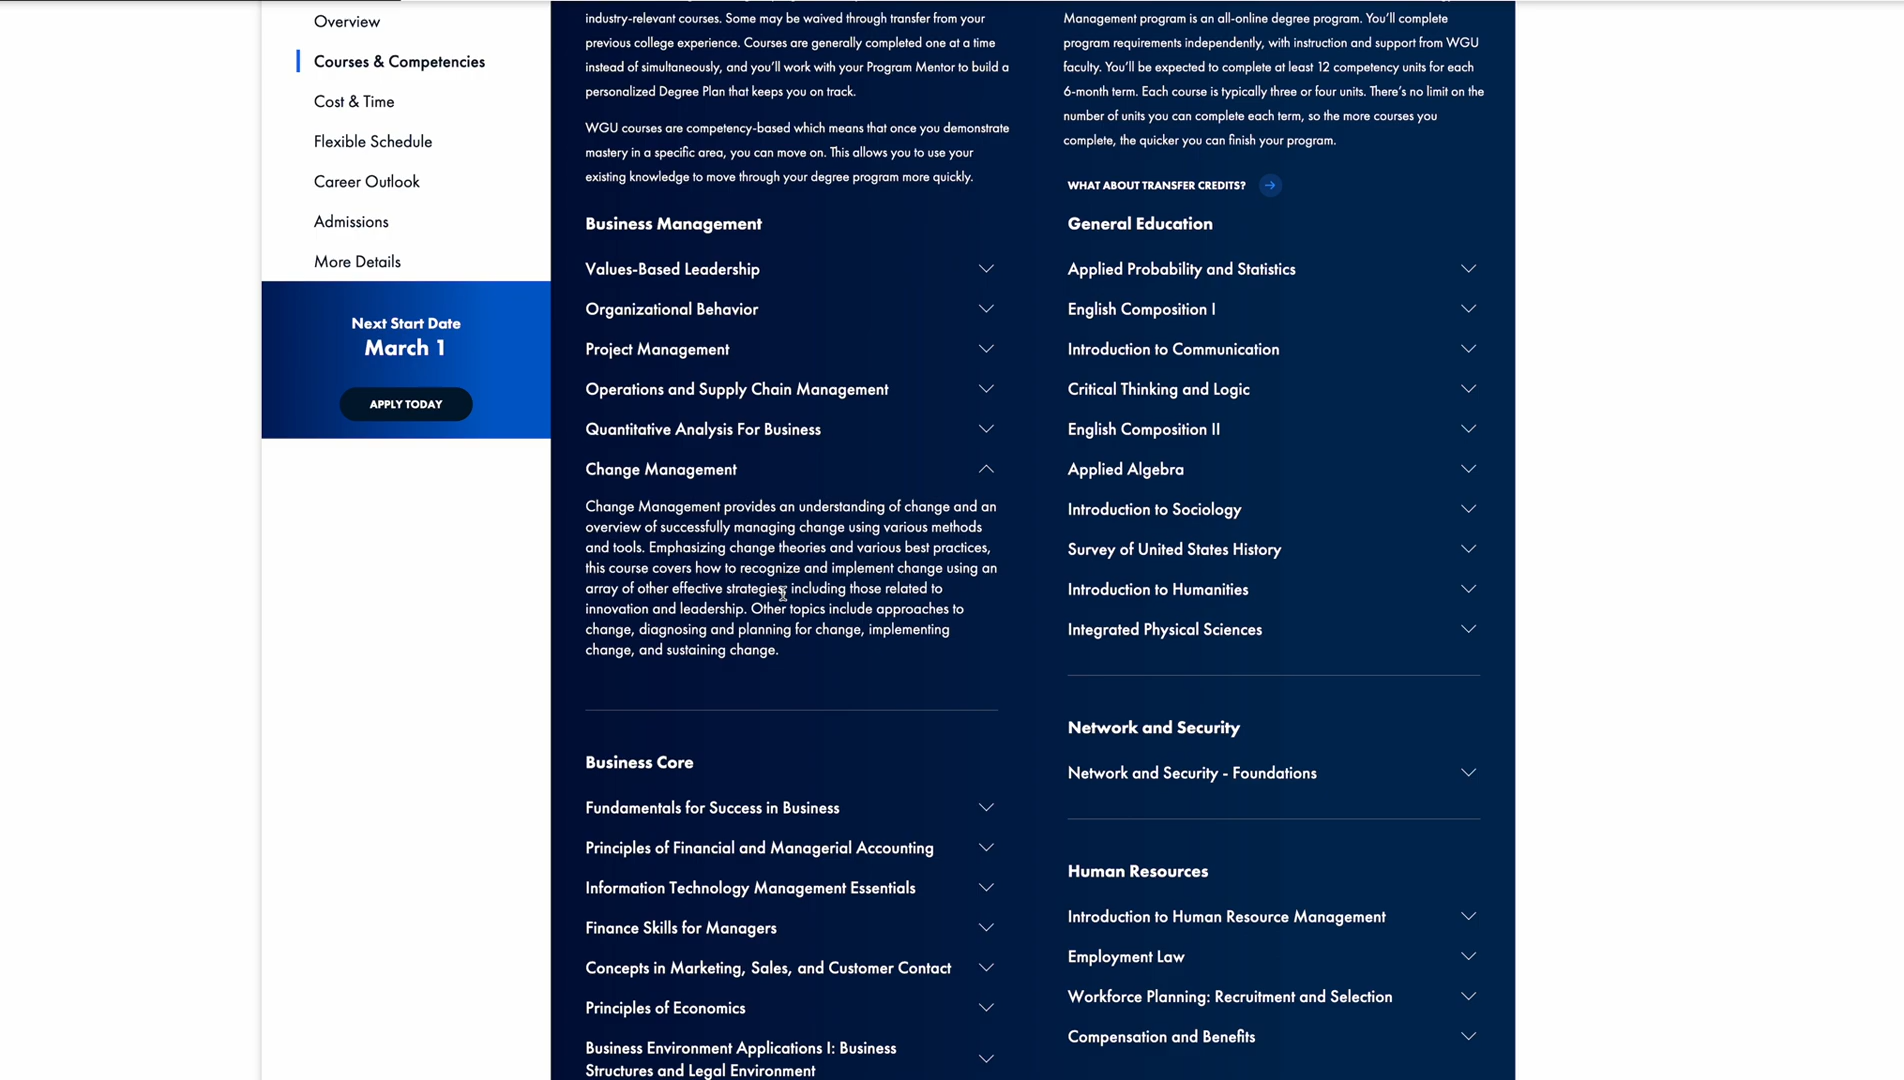 Overview
Courses & Competencies
Cost & Time
Flexible Schedule
Career Outlook
Admissions
More Details
Next Start Date
March 1
APPLY TODAY
industry-relevant courses. Some may be waived through transfer from your
previous college experience. Courses are generally completed one at a time
instead of simultaneously, and you'll work with your Program Mentor to build a
personalized Degree Plan that keeps you on track.
WGU courses are competency-based which means that once you demonstrate
mastery in a specific area, you can move on. This allows you to use your
existing knowledge to move through your degree program more quickly.
Business Management
Values-Based Leadership
Organizational Behavior
Project Management
Operations and Supply Chain Management
Quantitative Analysis For Business
Change Management
Change Management provides an understanding of change and an
overview of successfully managing change using various methods
and tools. Emphasizing change theories and various best practices,
this course covers how to recognize and implement change using an
array of other effective strategies, including those related to
innovation and leadership. Other topics include approaches to
change, diagnosing and planning for change, implementing
change, and sustaining change.
Business Core
Fundamentals for Success in Business
Principles of Financial and Managerial Accounting
Information Technology Management Essentials
Finance Skills for Managers
Concepts in Marketing, Sales, and Customer Contact
Principles of Economics
Business Environment Applications I: Business
Structures and Legal Environment
Management program is an all-online degree program. You'll complete
program requirements independently, with instruction and support from WGU
faculty. You'll be expected to complete at least 12 competency units for each
6-month term. Each course is typically three or four units. There's no limit on the
number of units you can complete each term, so the more courses you
complete, the quicker you can finish your program.
WHAT ABOUT TRANSFER CREDITS?
General Education
Applied Probability and Statistics
English Composition I
Introduction to Communication
Critical Thinking and Logic
English Composition II
Applied Algebra
Introduction to Sociology
Survey of United States History
Introduction to Humanities
Integrated Physical Sciences
Network and Security
Network and Security - Foundations
Human Resources
Introduction to Human Resource Management
Employment Law
Workforce Planning: Recruitment and Selection
Compensation and Benefits